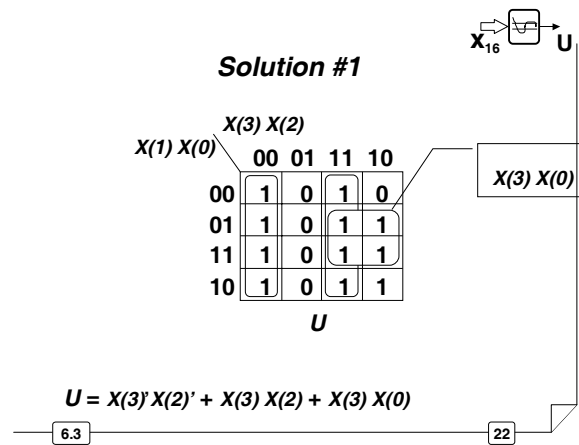 X16
U
Solution #1
X(3) X(2)
X(1) X(0)
00 01 11 10
00 1 0 1 0
01 1 0 1 1
11 1 0 1 1
10 1 0 1 1
X(3) X(0)
U
U = X(3)' X(2)' + X(3) X(2) + X(3) X(0)
6.3
22